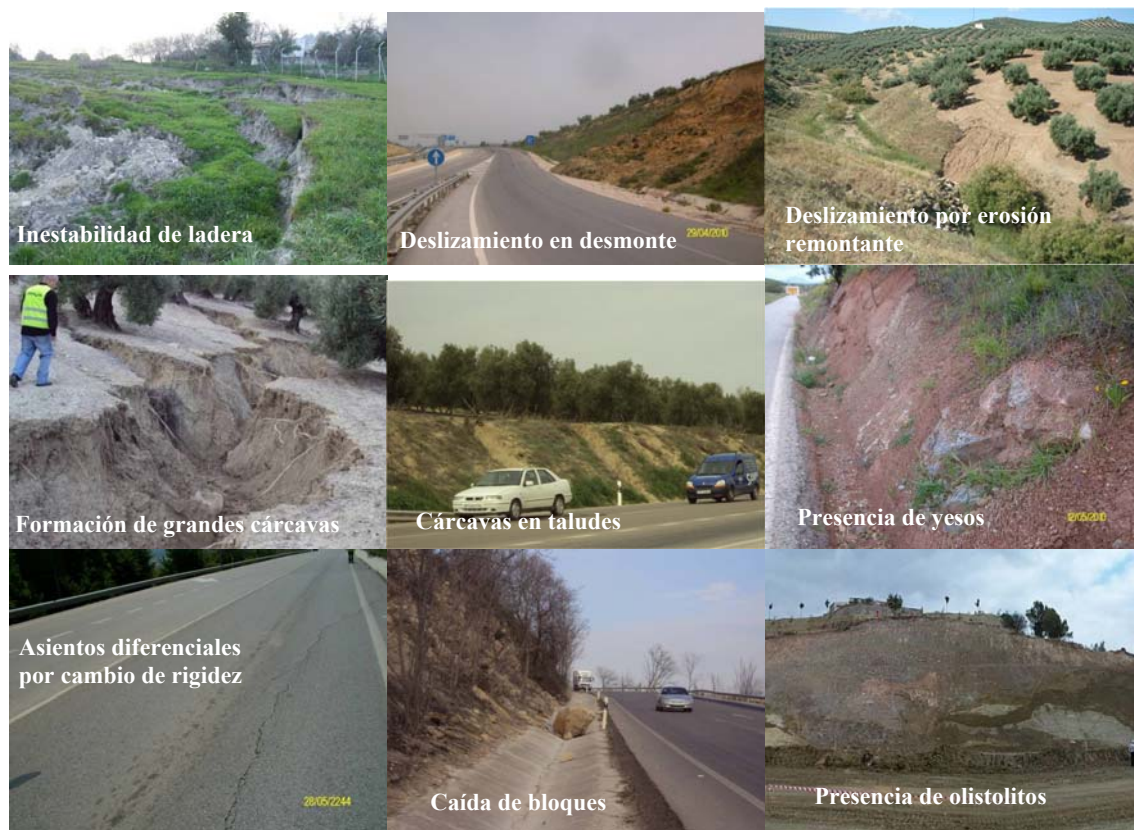 Inestabilidad de ladera
Deslizamiento en desmonte
29/04/2010
Deslizamiento por erosión
remontante
Formación de grandes cárcavas
Cárcavas en taludes
Presencia de yesos
12/05/2010
Asientos diferenciales
por cambio de rigidez
28/05/2244
Caída de bloques
Presencia de olistolitos